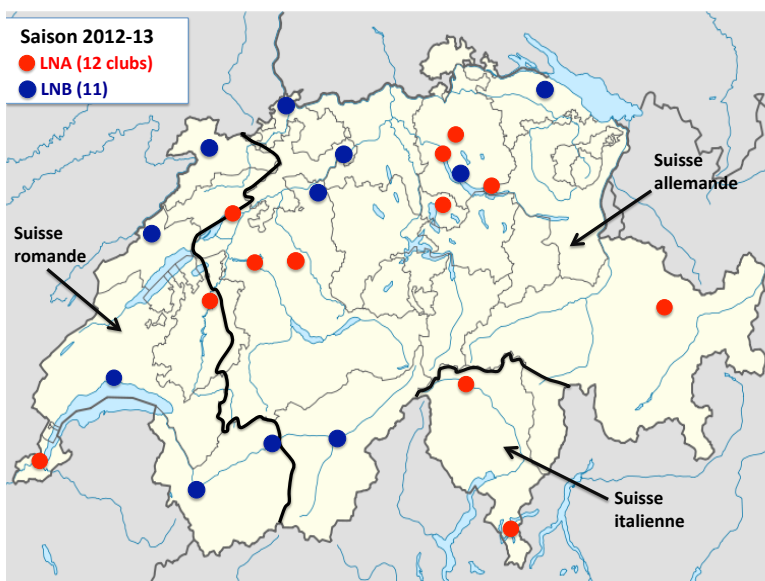 Saison 2012-13
LNA (12 clubs)
LNB (11)
Suisse
allemande
Suisse
romande
Suisse
italienne